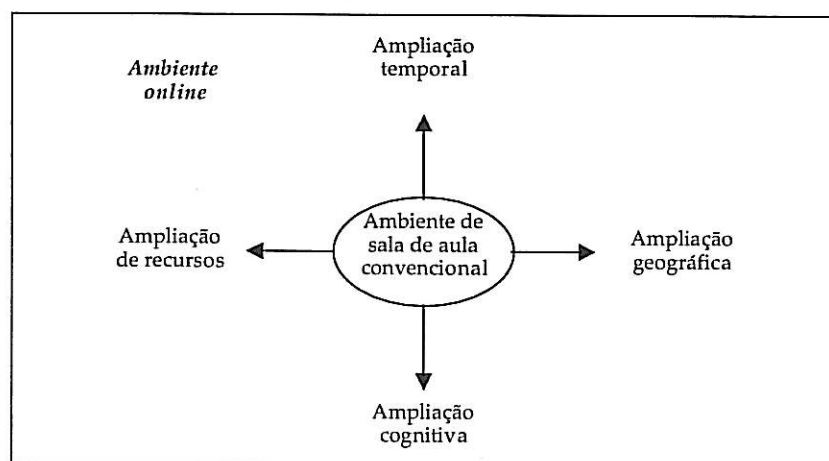 Ambiente
online
Ampliação
temporal
Ampliação
de recursos
Ambiente de
sala de aula
convencional
Ampliação
geográfica
Ampliação
cognitiva